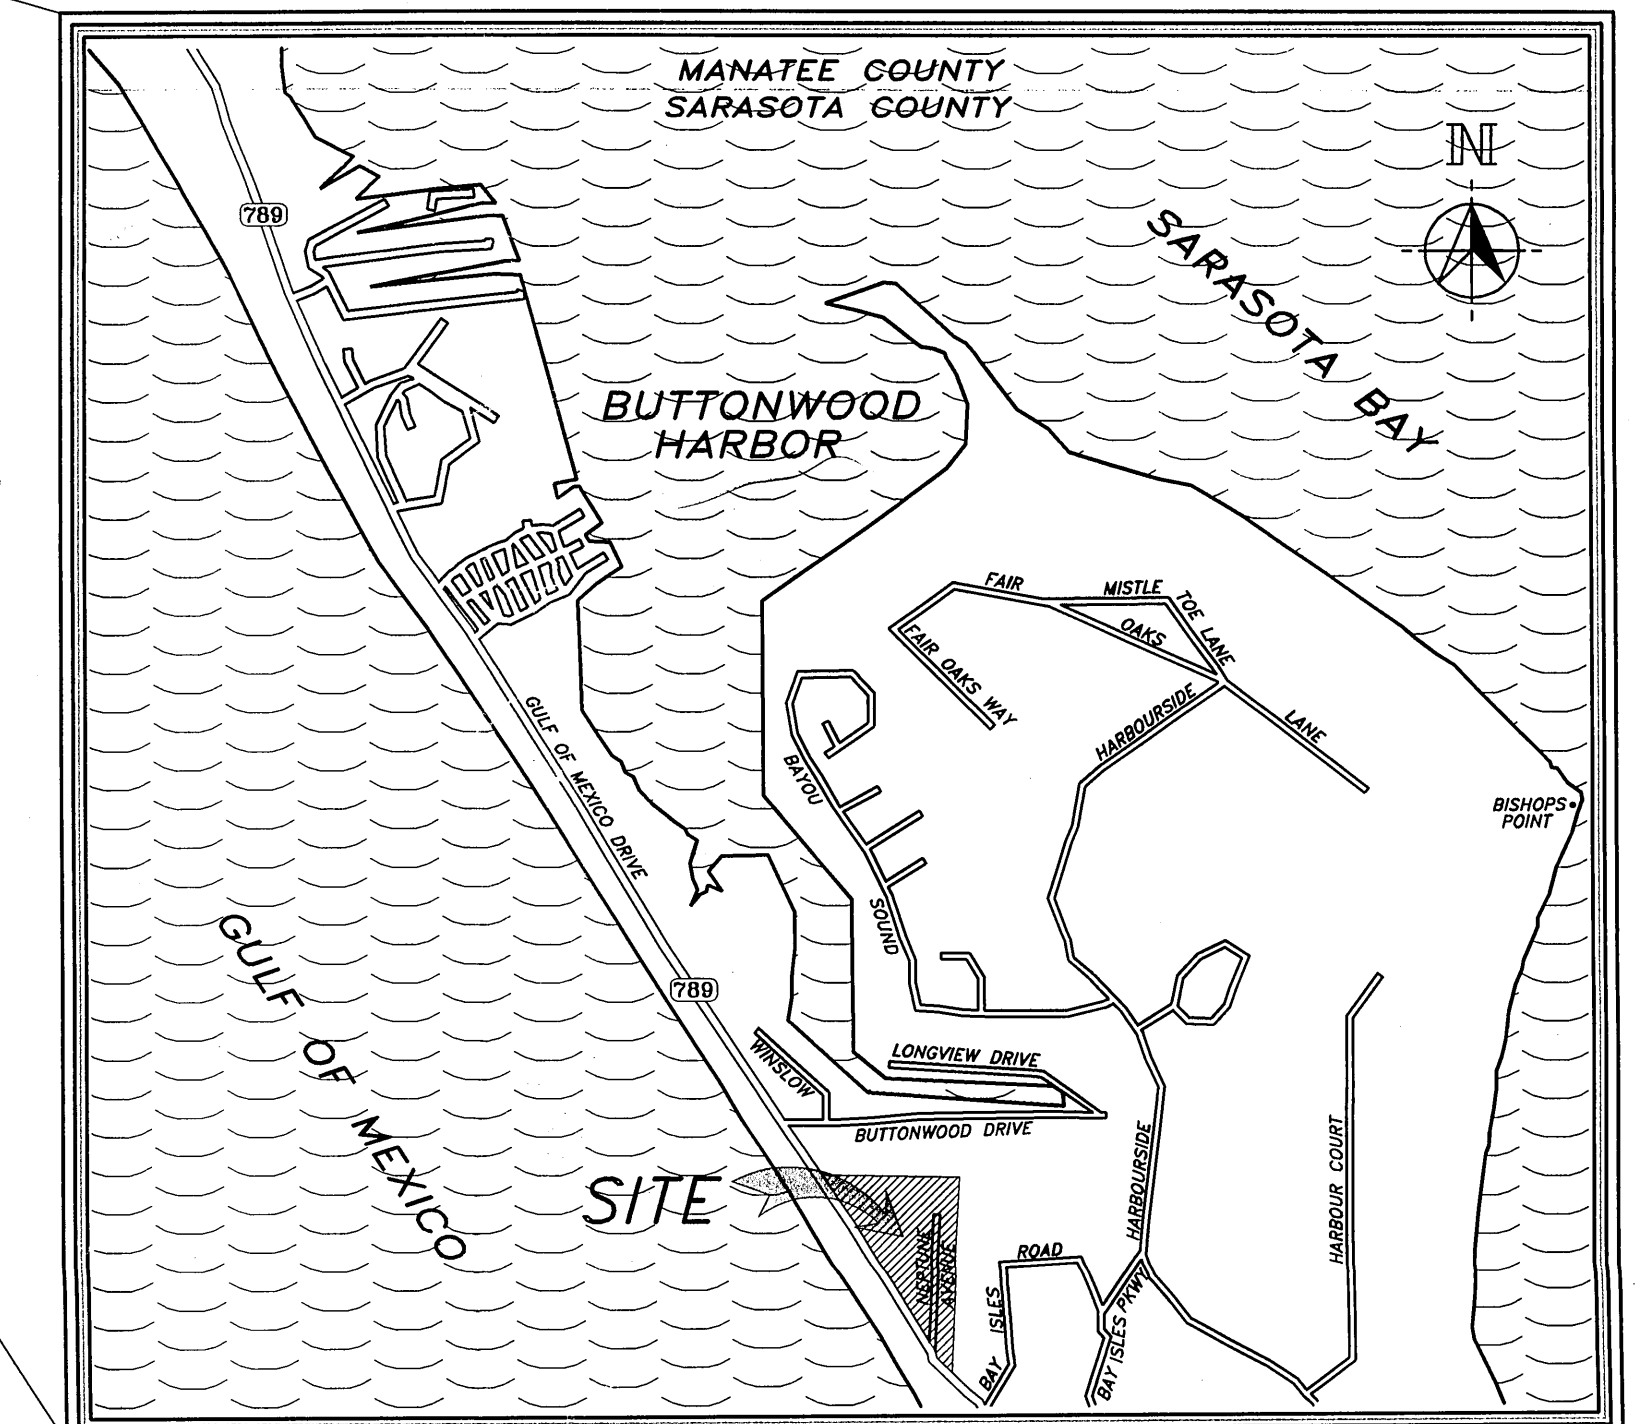 MANATEE COUNTY
SARASOTA COUNTY
N
789
SARASOTA BAY
BUTTONWOOD
HARBOR
FAIR
MISTLE
TOE LANE
OAKS
FAIR OAKS WAY
HARBOURSIDE
LANE
GULF OF MEXICO DRIVE
BAYOU
BISHOPS
POINT
SOUND
GULF OF MEXICO
789
WINSLOW
LONGVIEW DRIVE
BUTTONWOOD DRIVE
HARBOURSIDE
HARBOUR COURT
SITE
NEPTUNE
AVENUE
ROAD
BAY ISLES
BAY ISLES PKWY